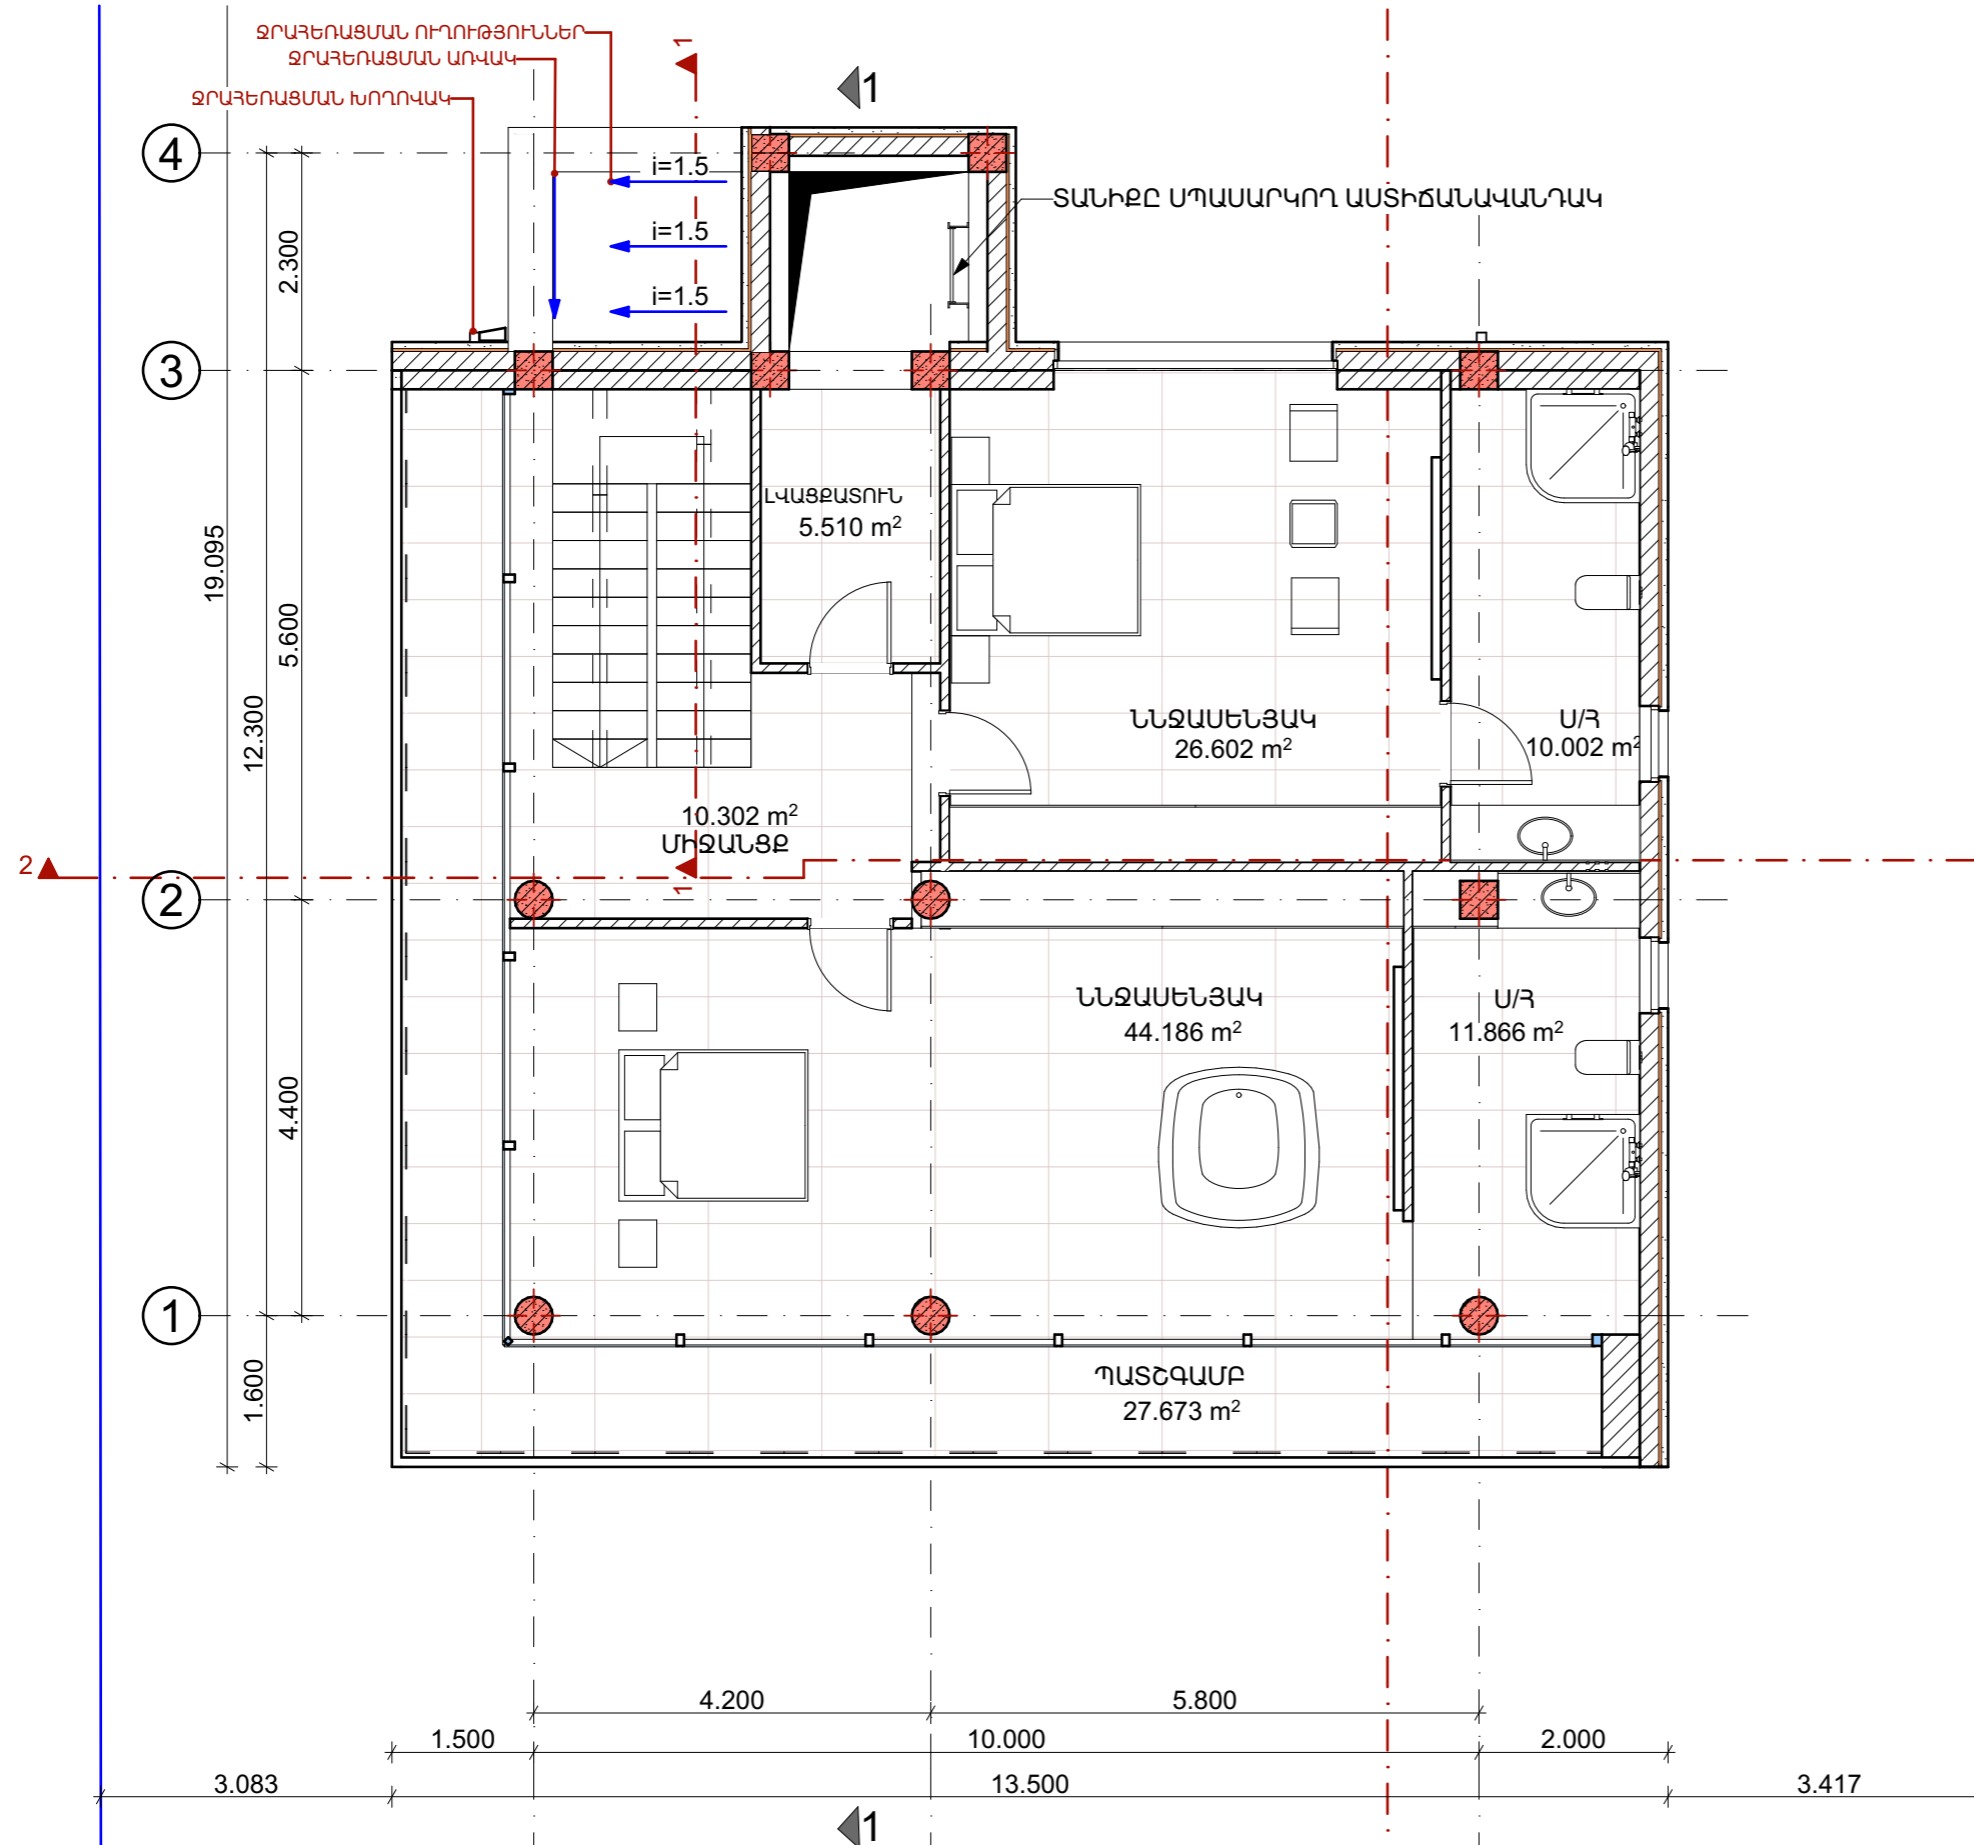 ՋՐԱՀԵՌԱՑՄԱՆ ՈՒՂՈՒԹՅՈՒՆՆԵՐ
ՋՐԱՀԵՌԱՑՄԱՆ ԱՌՎԱԿ
ՋՐԱՀԵՌԱՑՄԱՆ ԽՈՂՈՎԱԿ
1
1
4
i=1.5
i=1.5
i=1.5
ՏԱՆԻՔԸ ՍՊԱՍԱՐԿՈՂ ԱՍՏԻՃԱՆԱՎԱՆԴԱԿ
2.300
3
ԼՎԱՑՔԱՏՈՒՆ
5.510 m²
19.095
5.600
12.300
ՆՆՋԱՍԵՆՅԱԿ
26.602 m²
Ս/Հ
10.002 m²
10.302 m²
ՄԻՋԱՆՑՔ
2
1
2
ՆՆՋԱՍԵՆՅԱԿ
44.186 m²
Ս/Հ
11.866 m²
4.400
1
1.600
ՊԱՏՇԳԱՄԲ
27.673 m²
4.200
5.800
1.500
10.000
2.000
3.083
13.500
3.417
1